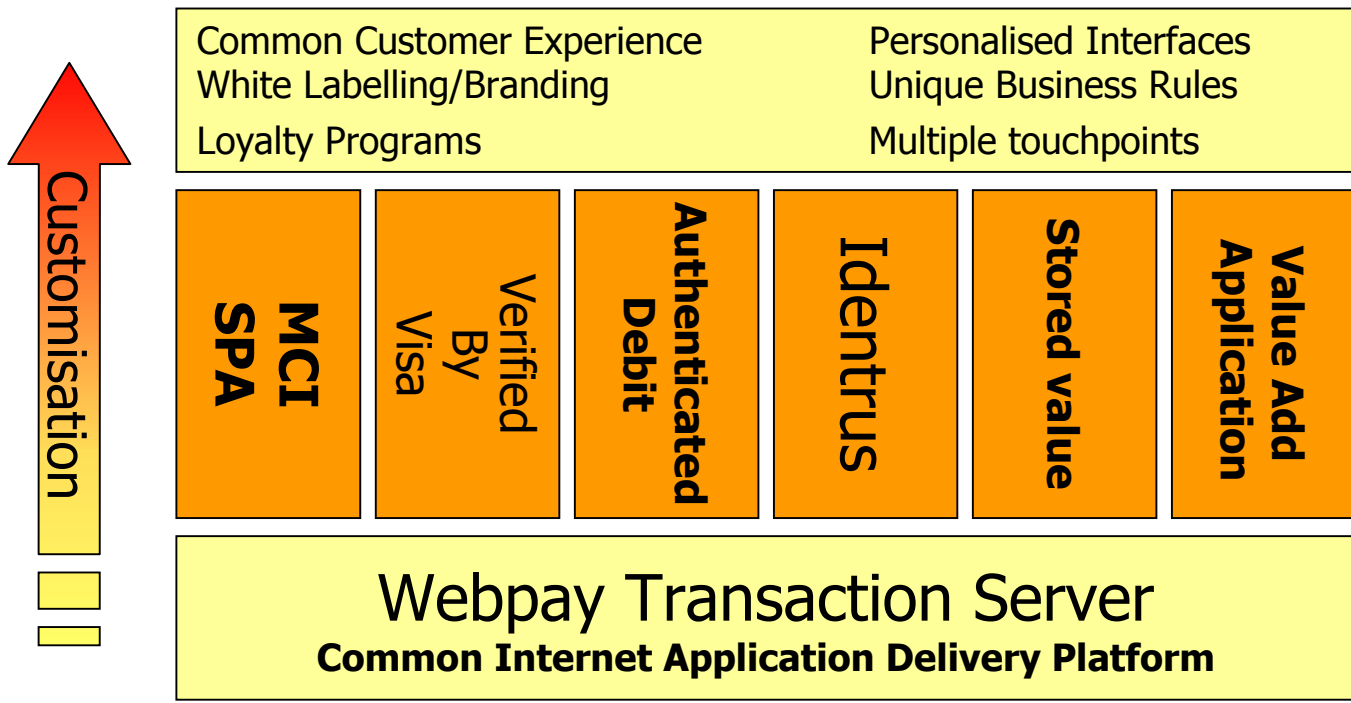 Common Customer Experience
White Labelling/Branding
Loyalty Programs
Personalised Interfaces
Unique Business Rules
Multiple touchpoints
Customisation
MCI
SPA
Verified
By
Visa
Authenticated
Debit
Identrus
Stored value
Value Add
Application
Webpay Transaction Server
Common Internet Application Delivery Platform